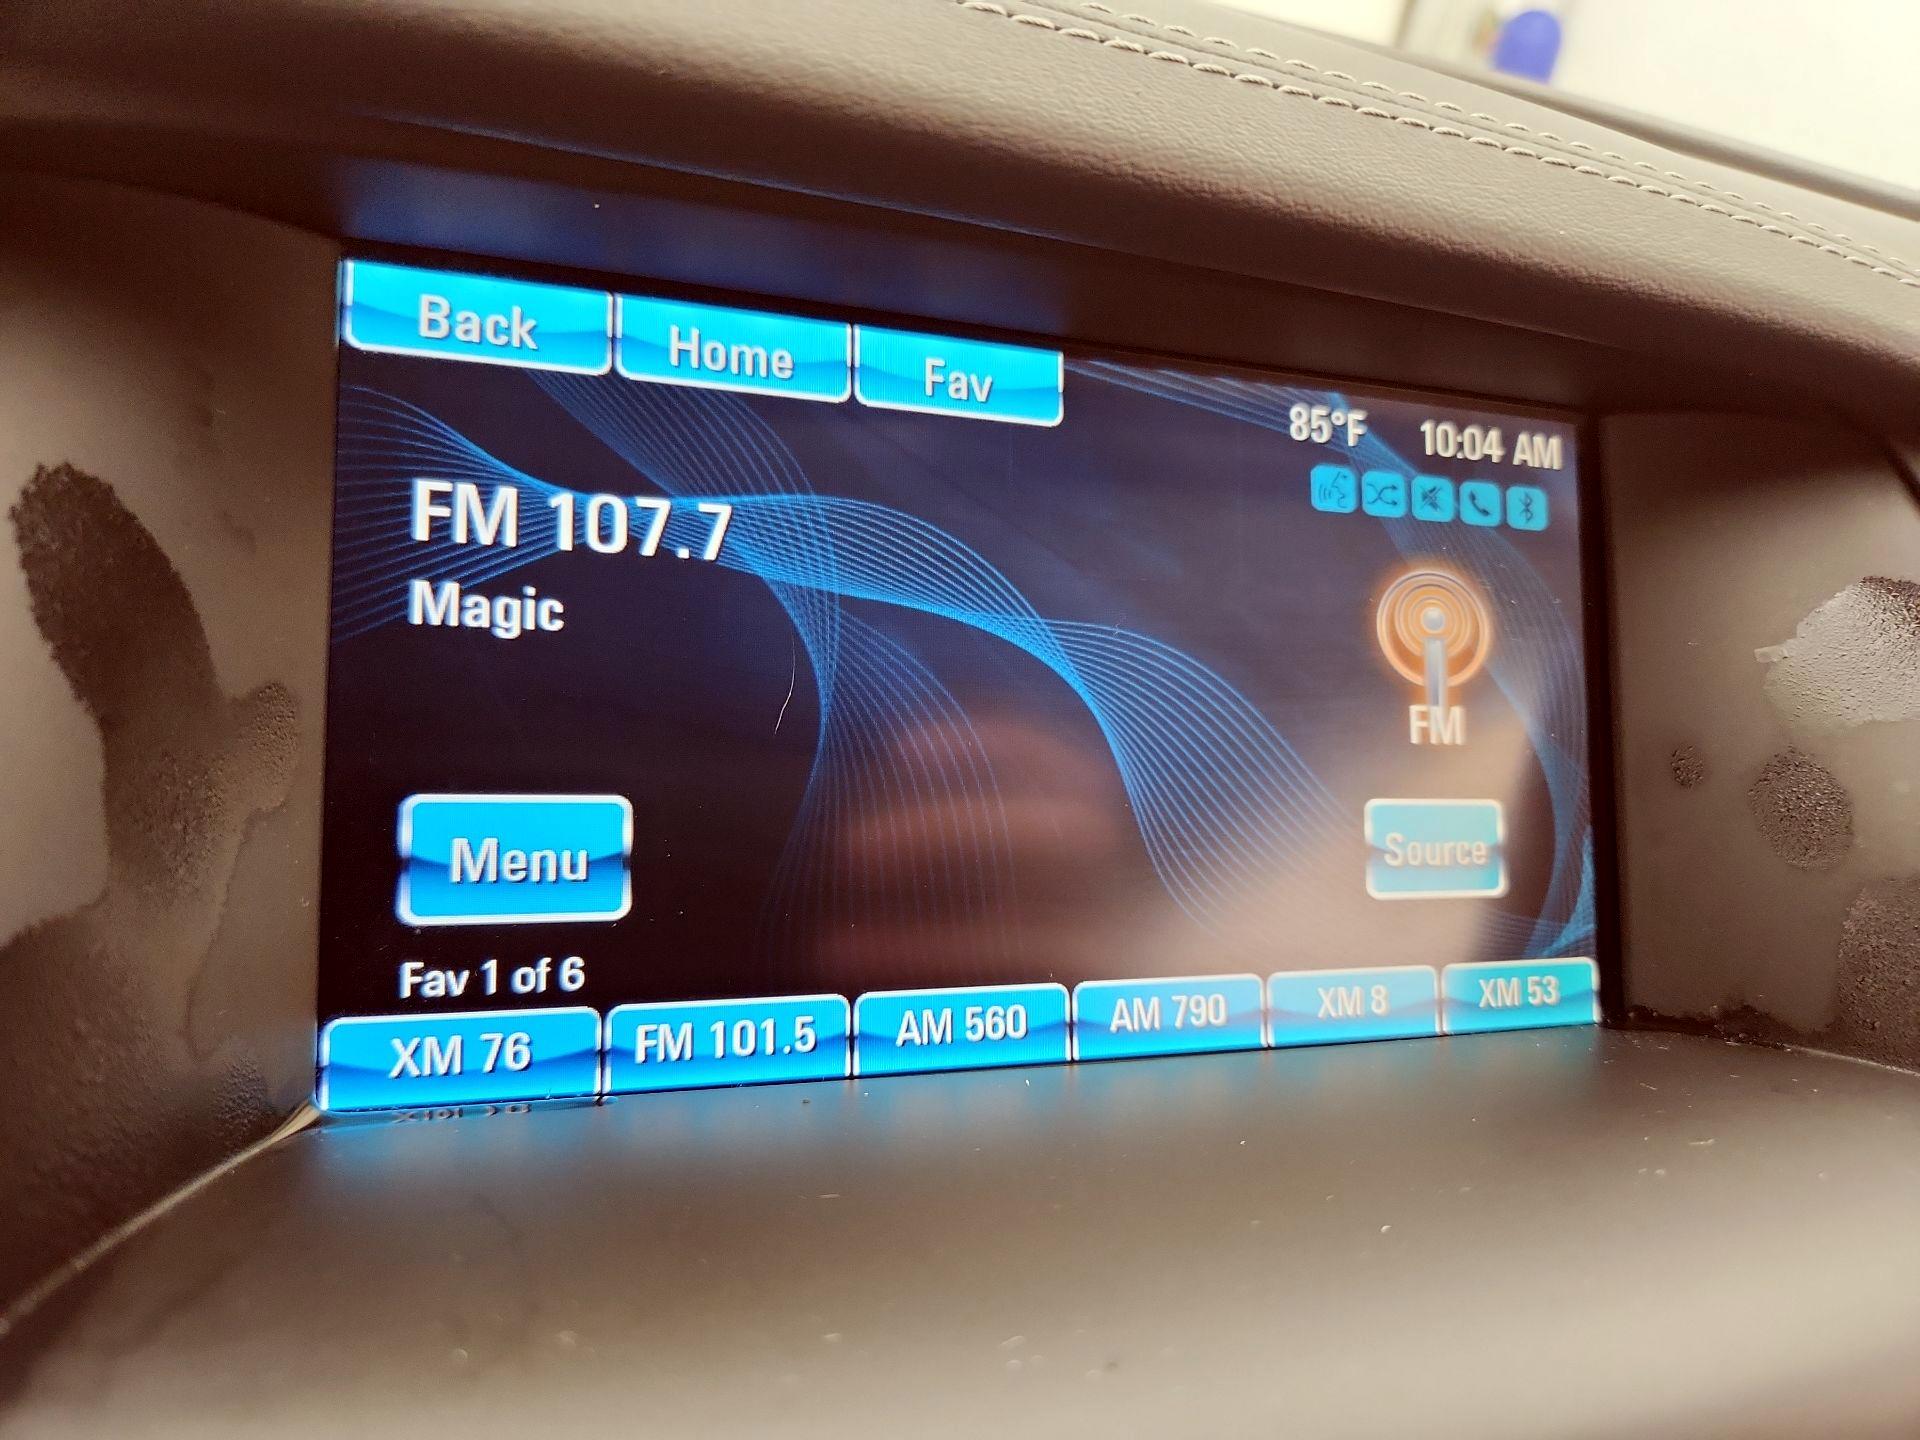 Back Home Fav
85°F 10:04 AM
FM 107.7
Magic
FM
Menu
Source
Fav 1 of 6
XM 76 FM 101.5 AM 560 AM 790 XM 8 XM 53